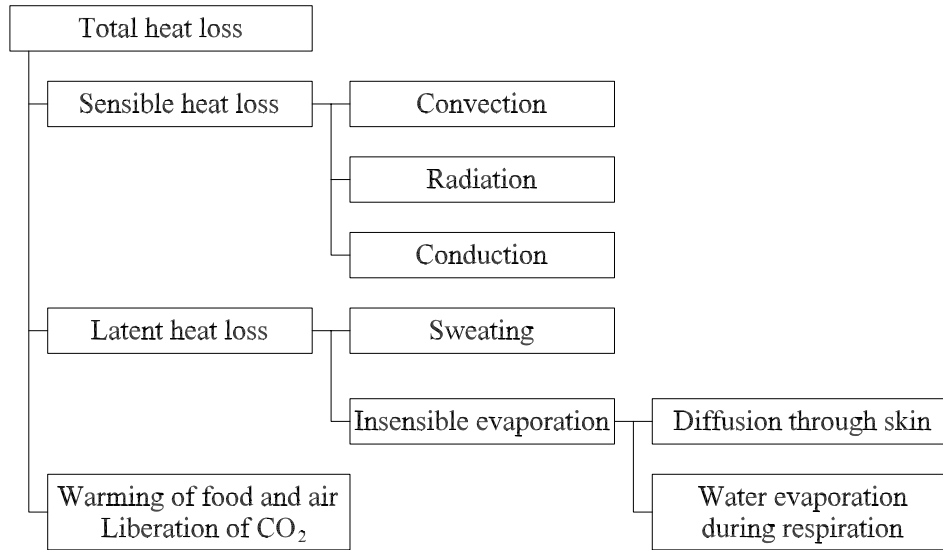 Total heat loss
Sensible heat loss
Convection
Radiation
Conduction
Latent heat loss
Sweating
Insensible evaporation
Diffusion through skin
Warming of food and air
Liberation of CO₂
Water evaporation
during respiration